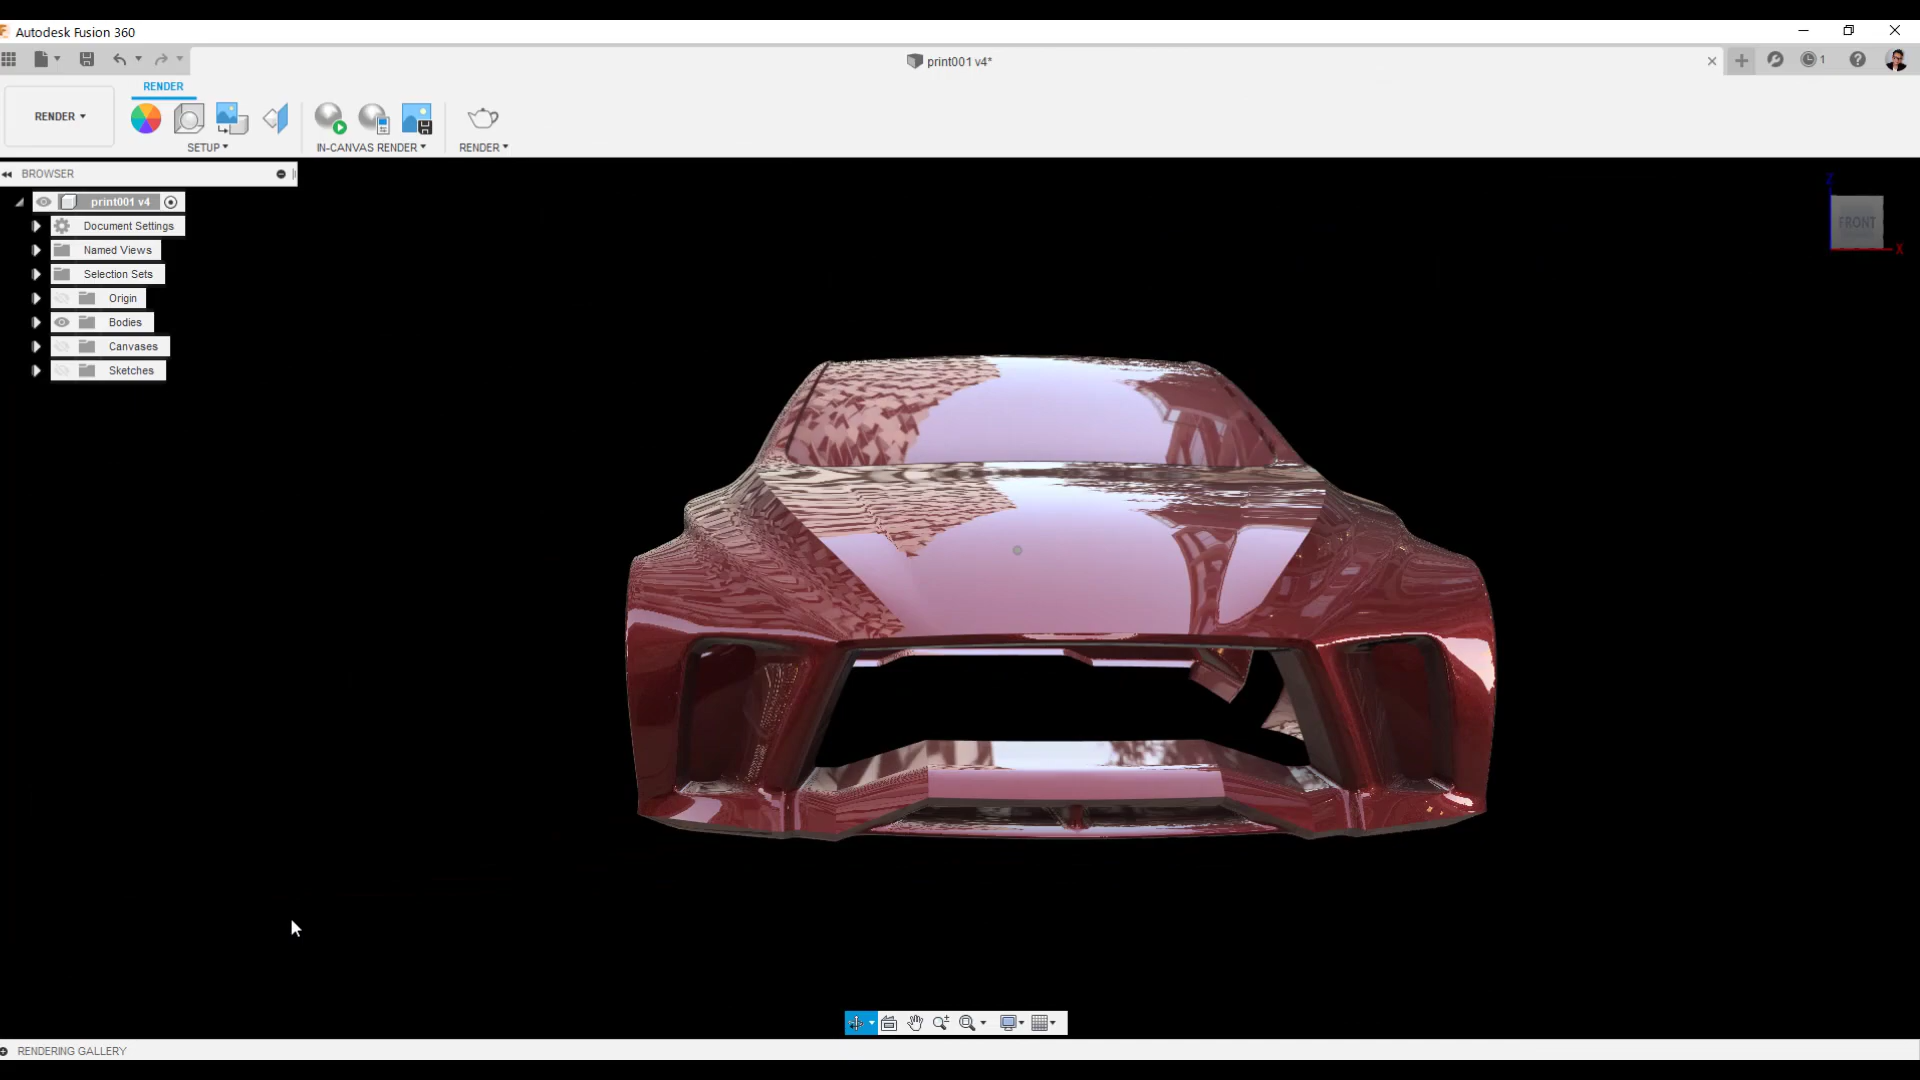 Autodesk Fusion 360
print001 v4*
1
RENDER
RENDER
SETUP
IN-CANVAS RENDER
RENDER
BROWSER
print001 v4
Document Settings
Named Views
Selection Sets
Origin
Bodies
Canvases
Sketches
Z
FRONT
X
RENDERING GALLERY